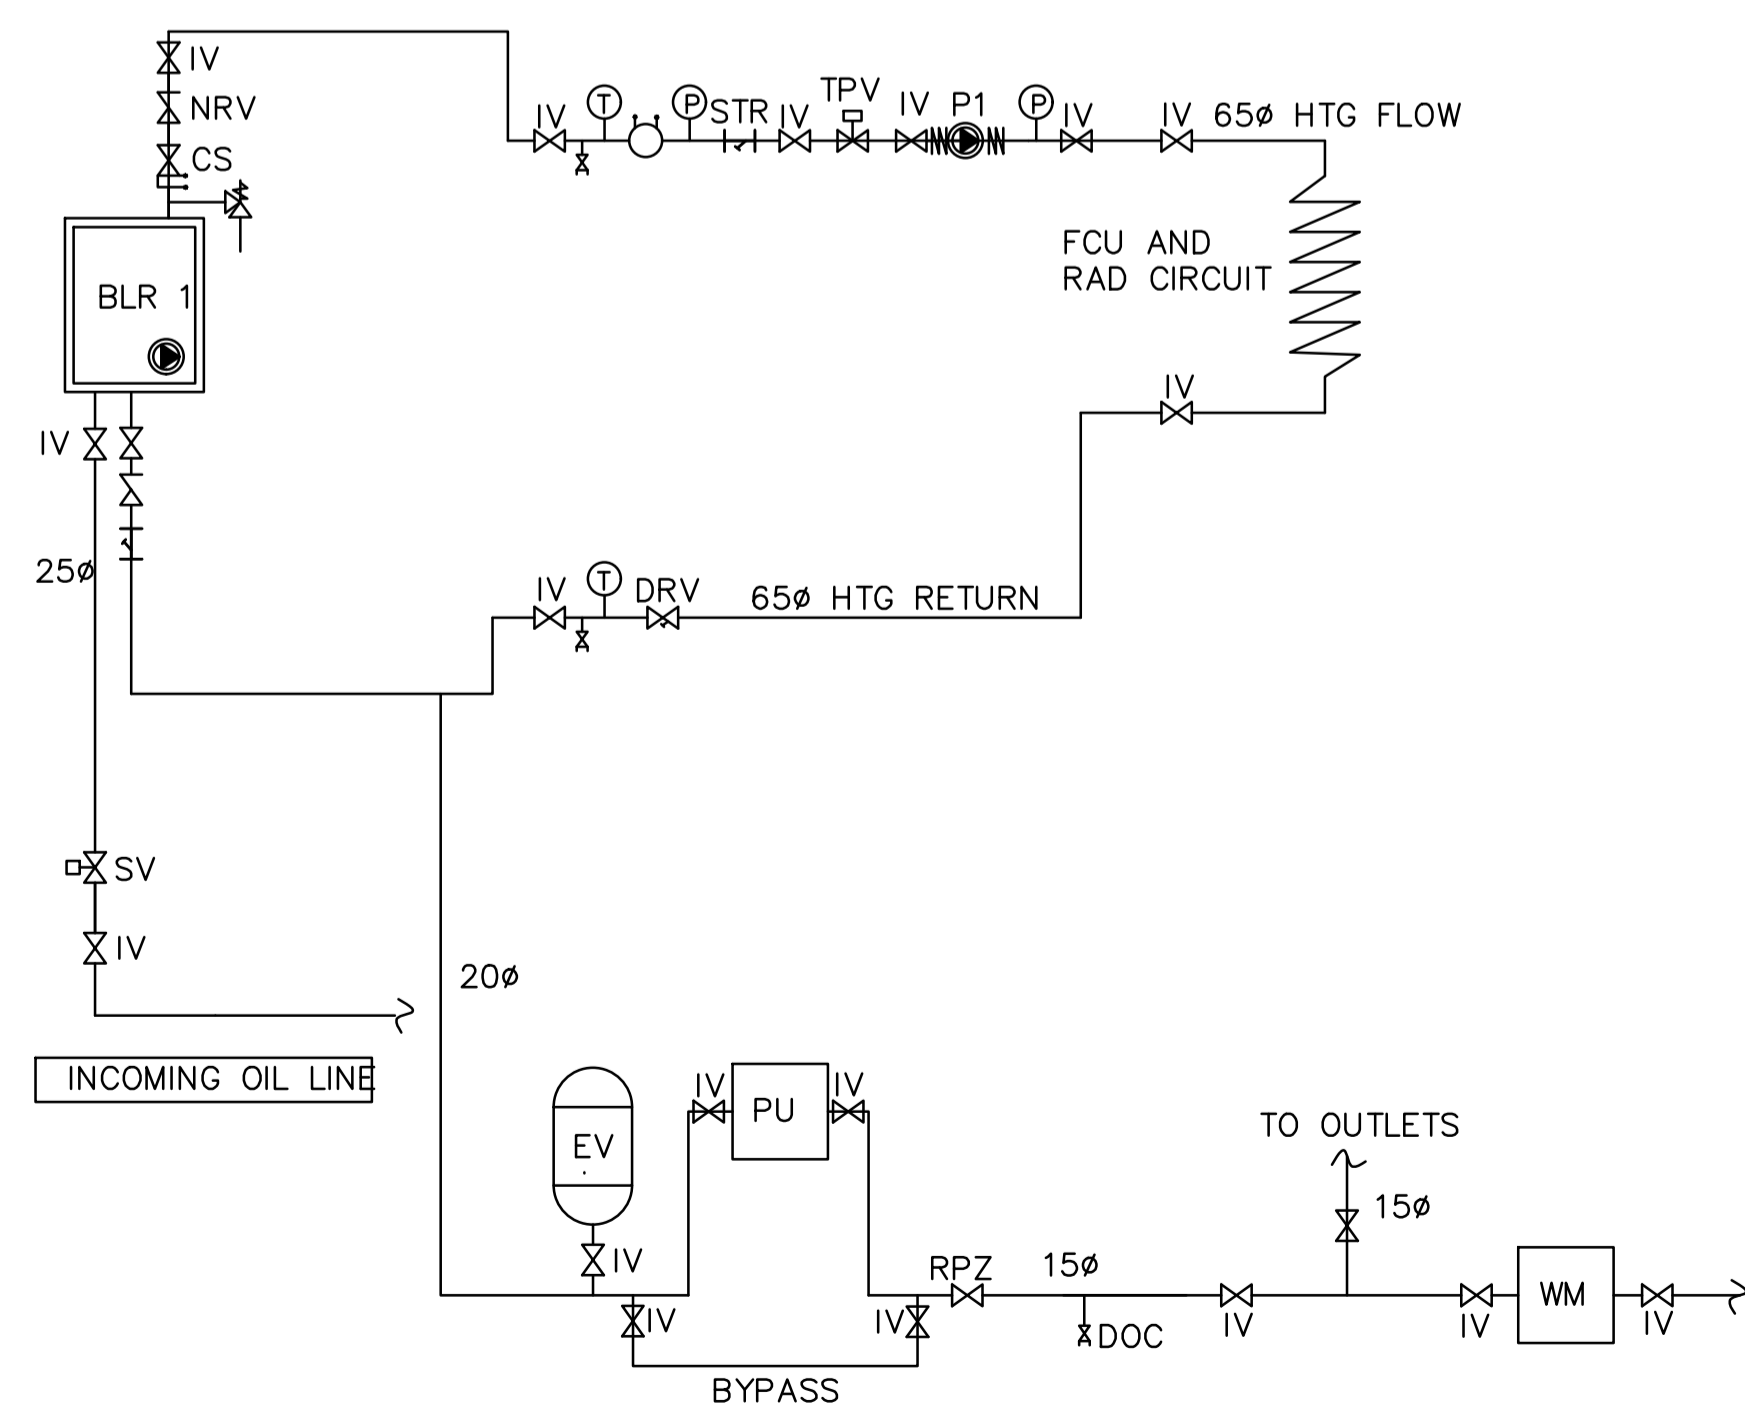 IV
NRV
CS
BLR 1
IV
25ø
SV
IV
INCOMING OIL LINE
IV
T
P
STR
IV
TPV
IV
P1
P
IV
IV
65ø HTG FLOW
FCU AND
RAD CIRCUIT
IV
IV
T
DRV
65ø HTG RETURN
20ø
EV
IV
IV
PU
IV
IV
IV
BYPASS
RPZ
15ø
DOC
IV
TO OUTLETS
15ø
IV
WM
IV